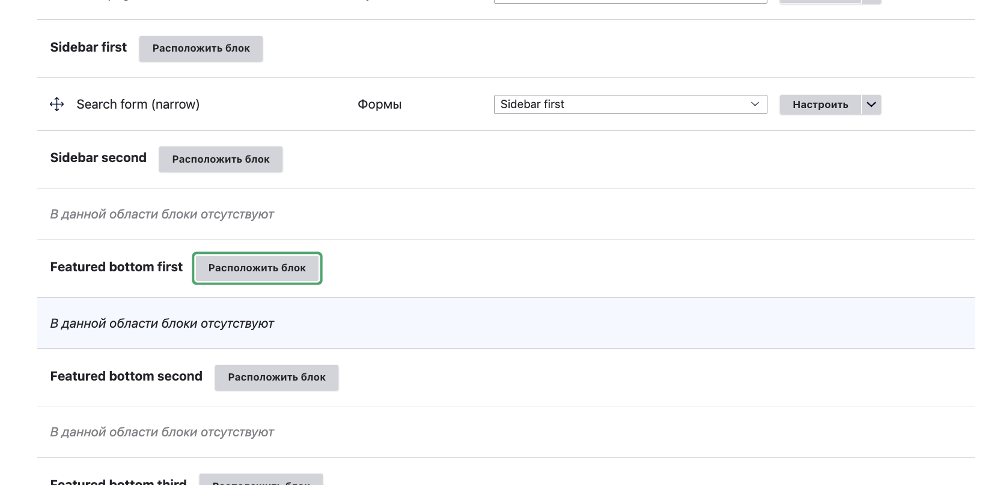 Sidebar first Расположить блок
Search form (narrow) Формы Sidebar first Настроить
Sidebar second Расположить блок
В данной области блоки отсутствуют
Featured bottom first Расположить блок
В данной области блоки отсутствуют
Featured bottom second Расположить блок
В данной области блоки отсутствуют
Featured bottom third Расположить блок